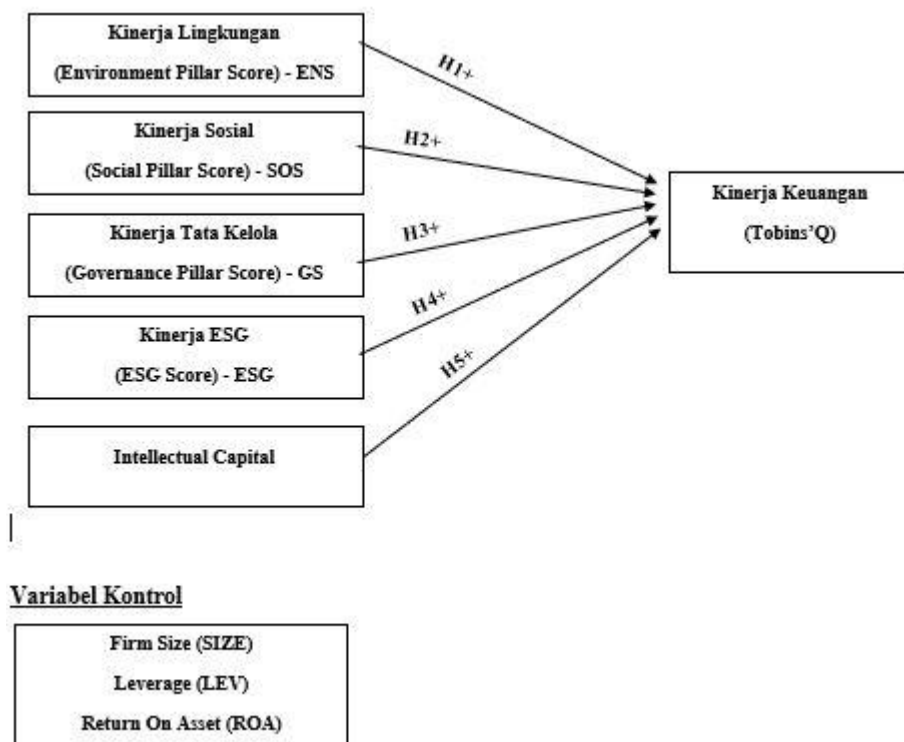 Kinerja Lingkungan
(Environment Pillar Score) - ENS
H1+
Kinerja Sosial
(Social Pillar Score) - SOS
H2+
Kinerja Keuangan
(Tobins’Q)
Kinerja Tata Kelola
(Governance Pillar Score) - GS
H3+
Kinerja ESG
(ESG Score) - ESG
H4+
Intellectual Capital
H5+
Variabel Kontrol
Firm Size (SIZE)
Leverage (LEV)
Return On Asset (ROA)